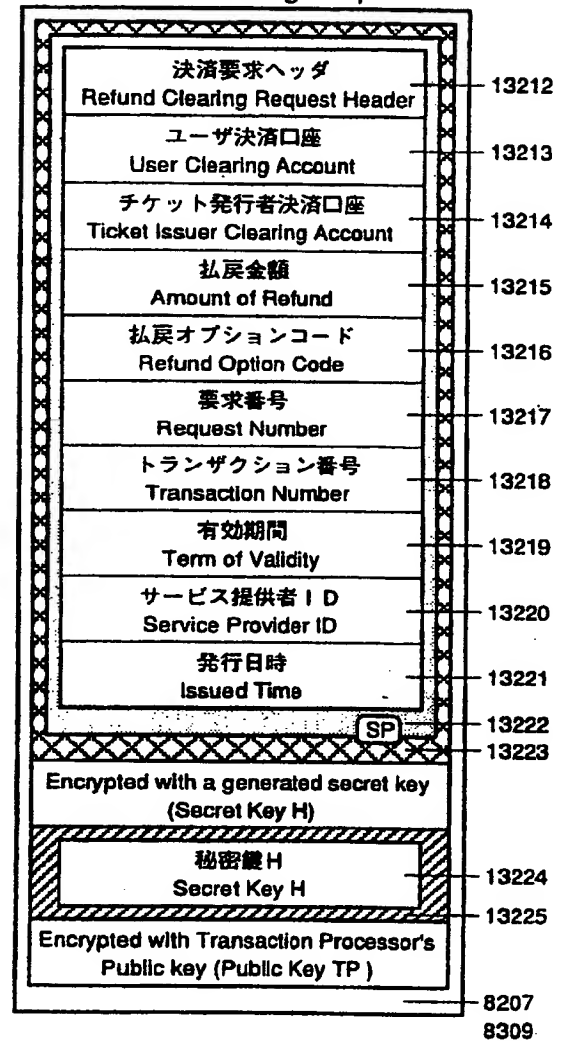 決済要求ヘッダ
Refund Clearing Request Header
13212
ユーザ決済口座
User Clearing Account
13213
チケット発行者決済口座
Ticket Issuer Clearing Account
13214
払戻金額
Amount of Refund
13215
払戻オプションコード
Refund Option Code
13216
要求番号
Request Number
13217
トランザクション番号
Transaction Number
13218
有効期間
Term of Validity
13219
サービス提供者ID
Service Provider ID
13220
発行日時
Issued Time
13221
SP
13222
13223
Encrypted with a generated secret key
(Secret Key H)
秘密鍵H
Secret Key H
13224
13225
Encrypted with Transaction Processor's
Public key (Public Key TP )
8207
8309